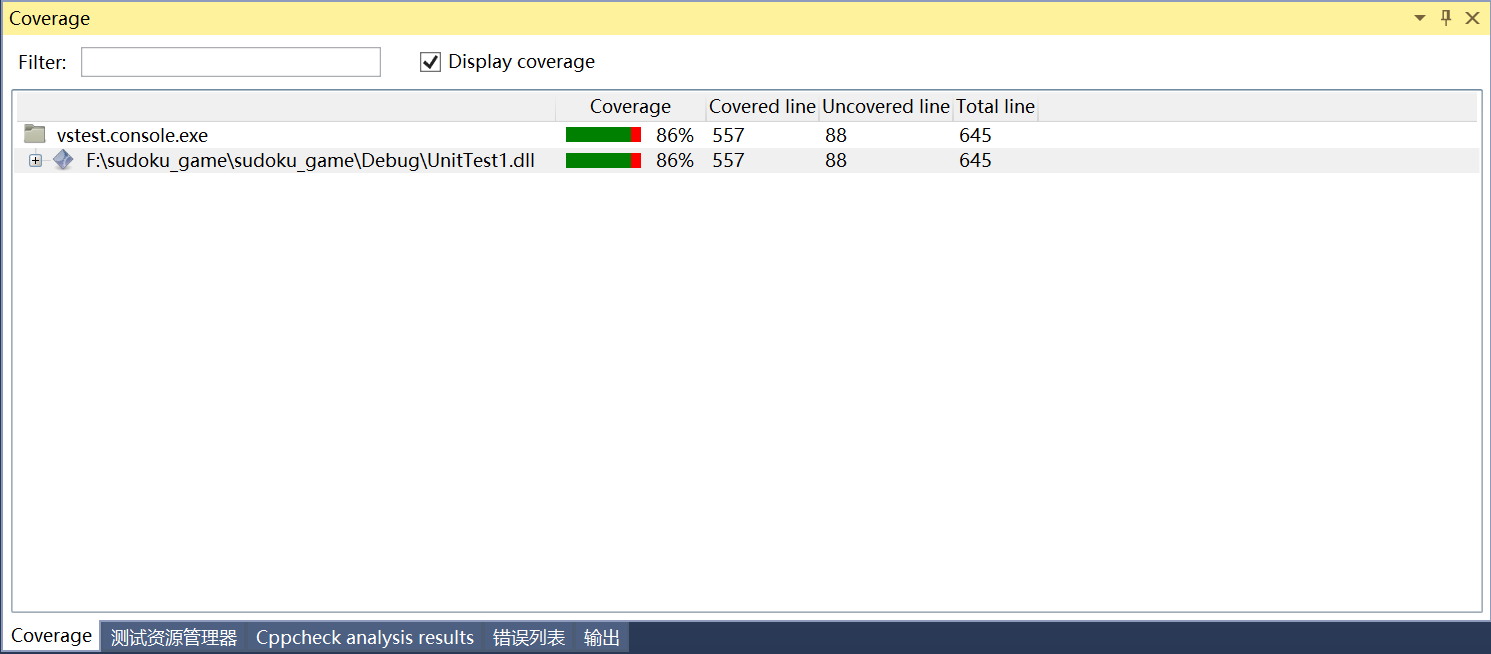 Coverage
Filter:
Display coverage
Coverage Covered line Uncovered line Total line
vstest.console.exe 86% 557 88 645
F:\sudoku_game\sudoku_game\Debug\UnitTest1.dll 86% 557 88 645
Coverage 测试资源管理器 Cppcheck analysis results 错误列表 输出